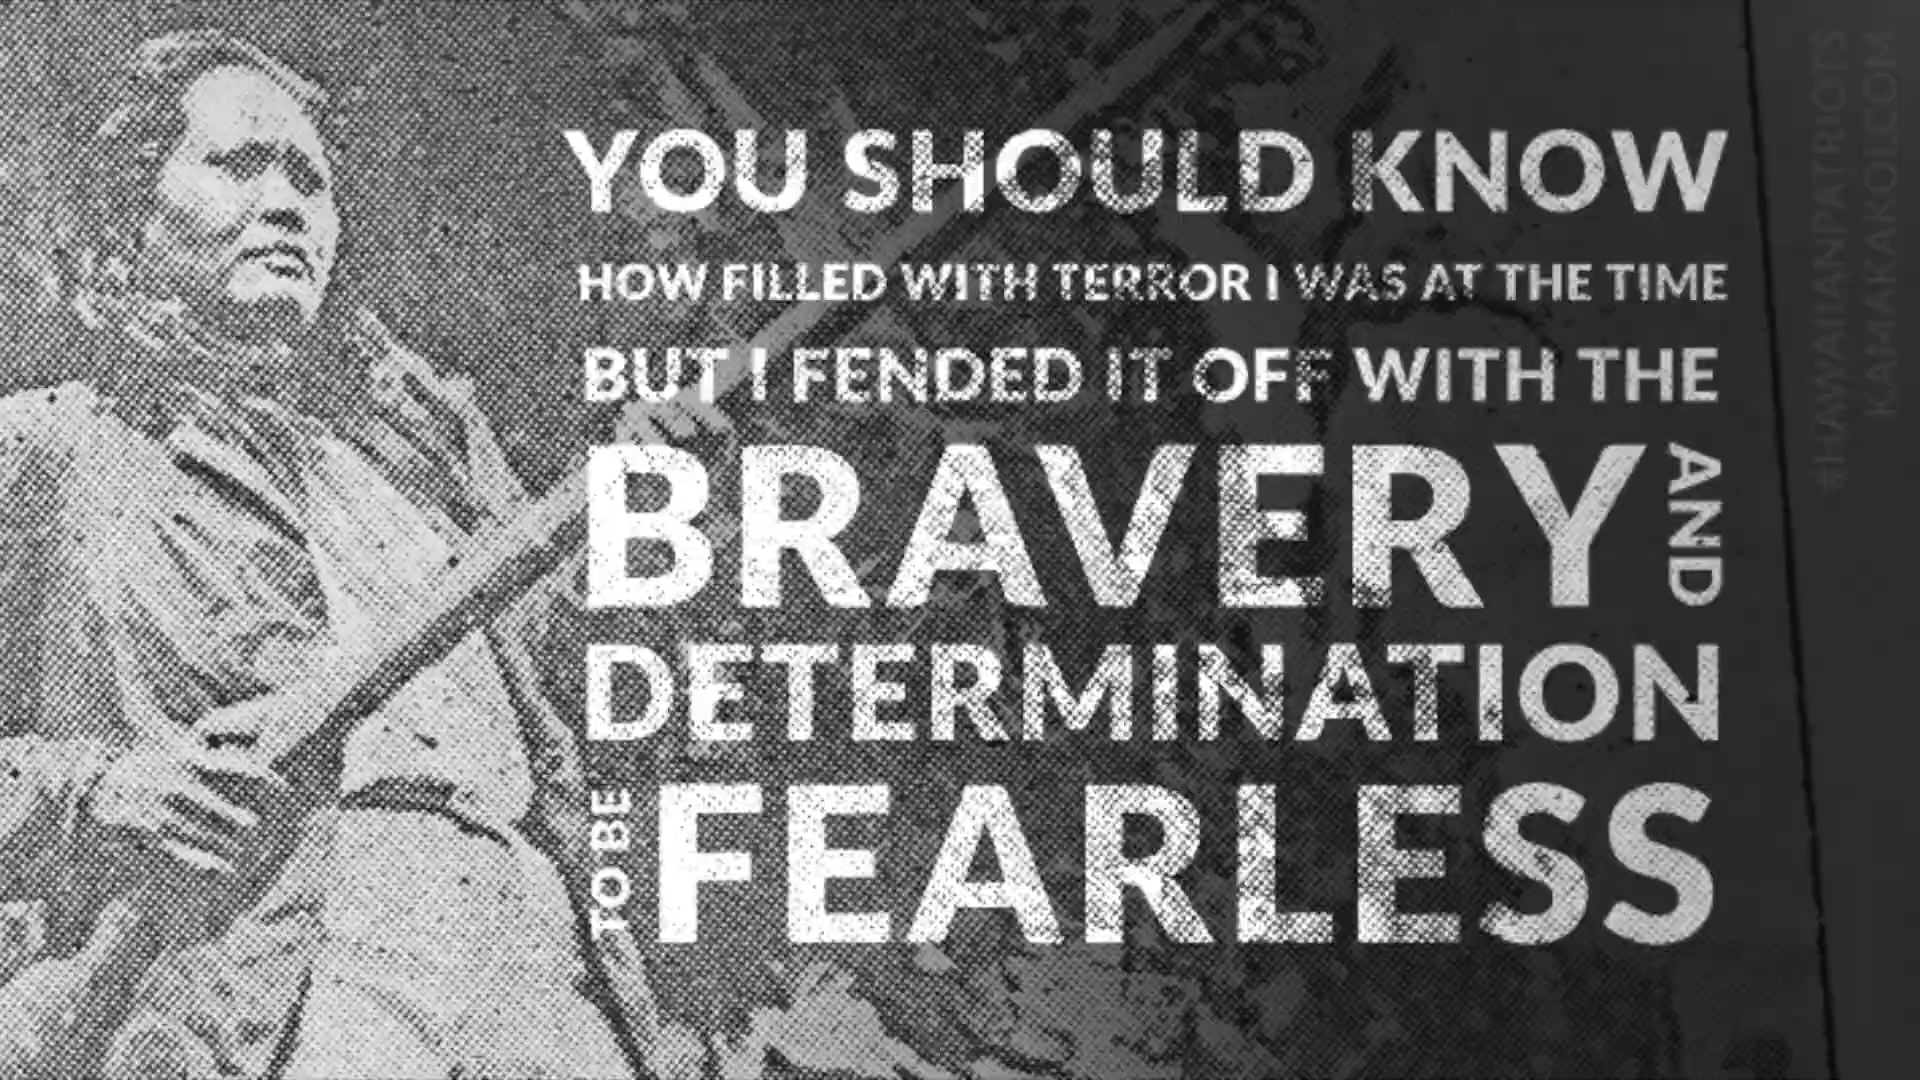 YOU SHOULD KNOW
HOW FILLED WITH TERROR I WAS AT THE TIME
BUT I FENDED IT OFF WITH THE
BRAVERY AND
DETERMINATION
TO BE FEARLESS
#HAWAIIANPATRIOTS
KAMAKAKOI.COM